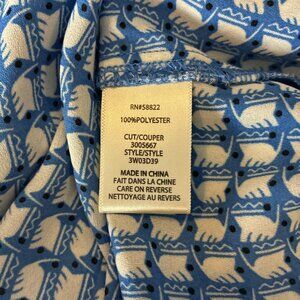 RN#58822
100%POLYESTER
CUT/COUPER
3005667
STYLE/STYLE
3W03D39
MADE IN CHINA
FAIT DANS LA CHINE
CARE ON REVERSE
NETTOYAGE AU REVERS